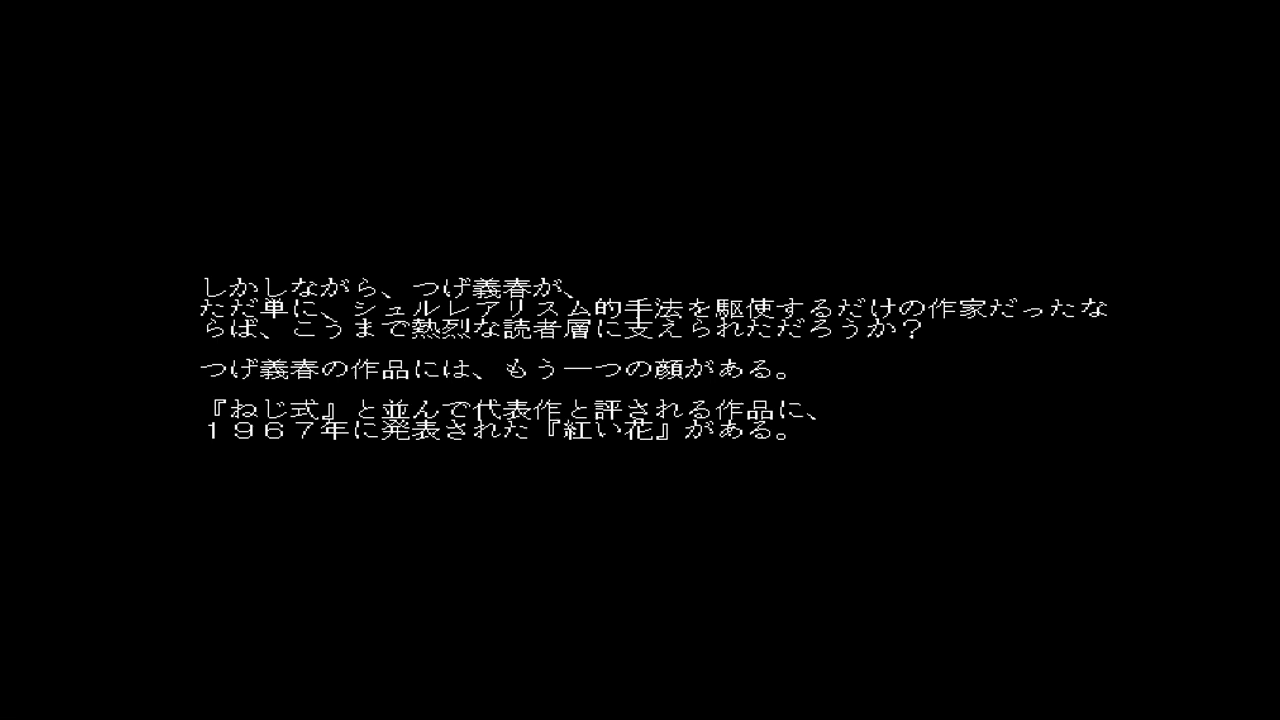 しかしながら、つげ義春が、
ただ単に、シュルレアリスム的手法を駆使するだけの作家だったな
らば、こうまで熱烈な読者層に支えられただろうか？
つげ義春の作品には、もう一つの顔がある。
『ねじ式』と並んで代表作と評される作品に、
１９６７年に発表された『紅い花』がある。